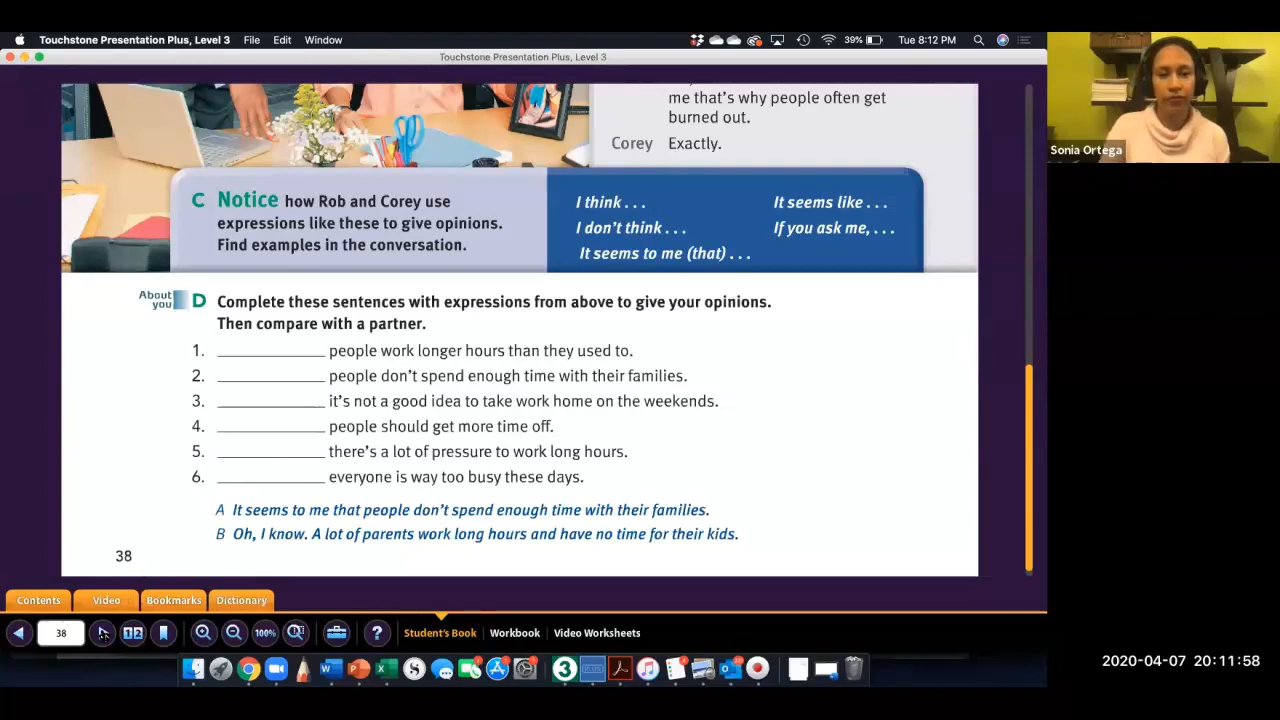 Touchstone Presentation Plus, Level 3 File Edit Window 39% Tue 8:12 PM
Touchstone Presentation Plus, Level 3
me that's why people often get
burned out.
Corey Exactly.
Sonia Ortega
C Notice how Rob and Corey use
expressions like these to give opinions.
Find examples in the conversation.
I think . . . It seems like . . .
I don't think . . . If you ask me, . . .
It seems to me (that) . . .
About you D Complete these sentences with expressions from above to give your opinions.
Then compare with a partner.
1. ____________ people work longer hours than they used to.
2. ____________ people don't spend enough time with their families.
3. ____________ it's not a good idea to take work home on the weekends.
4. ____________ people should get more time off.
5. ____________ there's a lot of pressure to work long hours.
6. ____________ everyone is way too busy these days.
A It seems to me that people don't spend enough time with their families.
B Oh, I know. A lot of parents work long hours and have no time for their kids.
38
Contents Video Bookmarks Dictionary
38 12 100% ? Student's Book Workbook Video Worksheets
2020-04-07 20:11:58